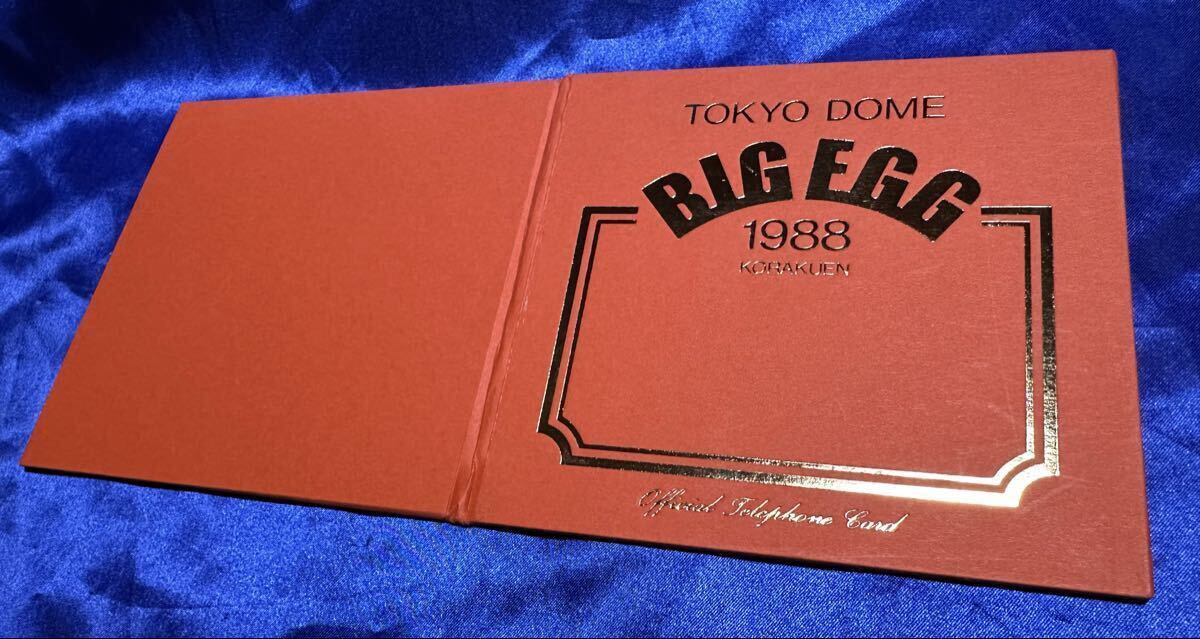 TOKYO DOME
BIG EGG
1988
KORAKUEN
Official Telephone Card